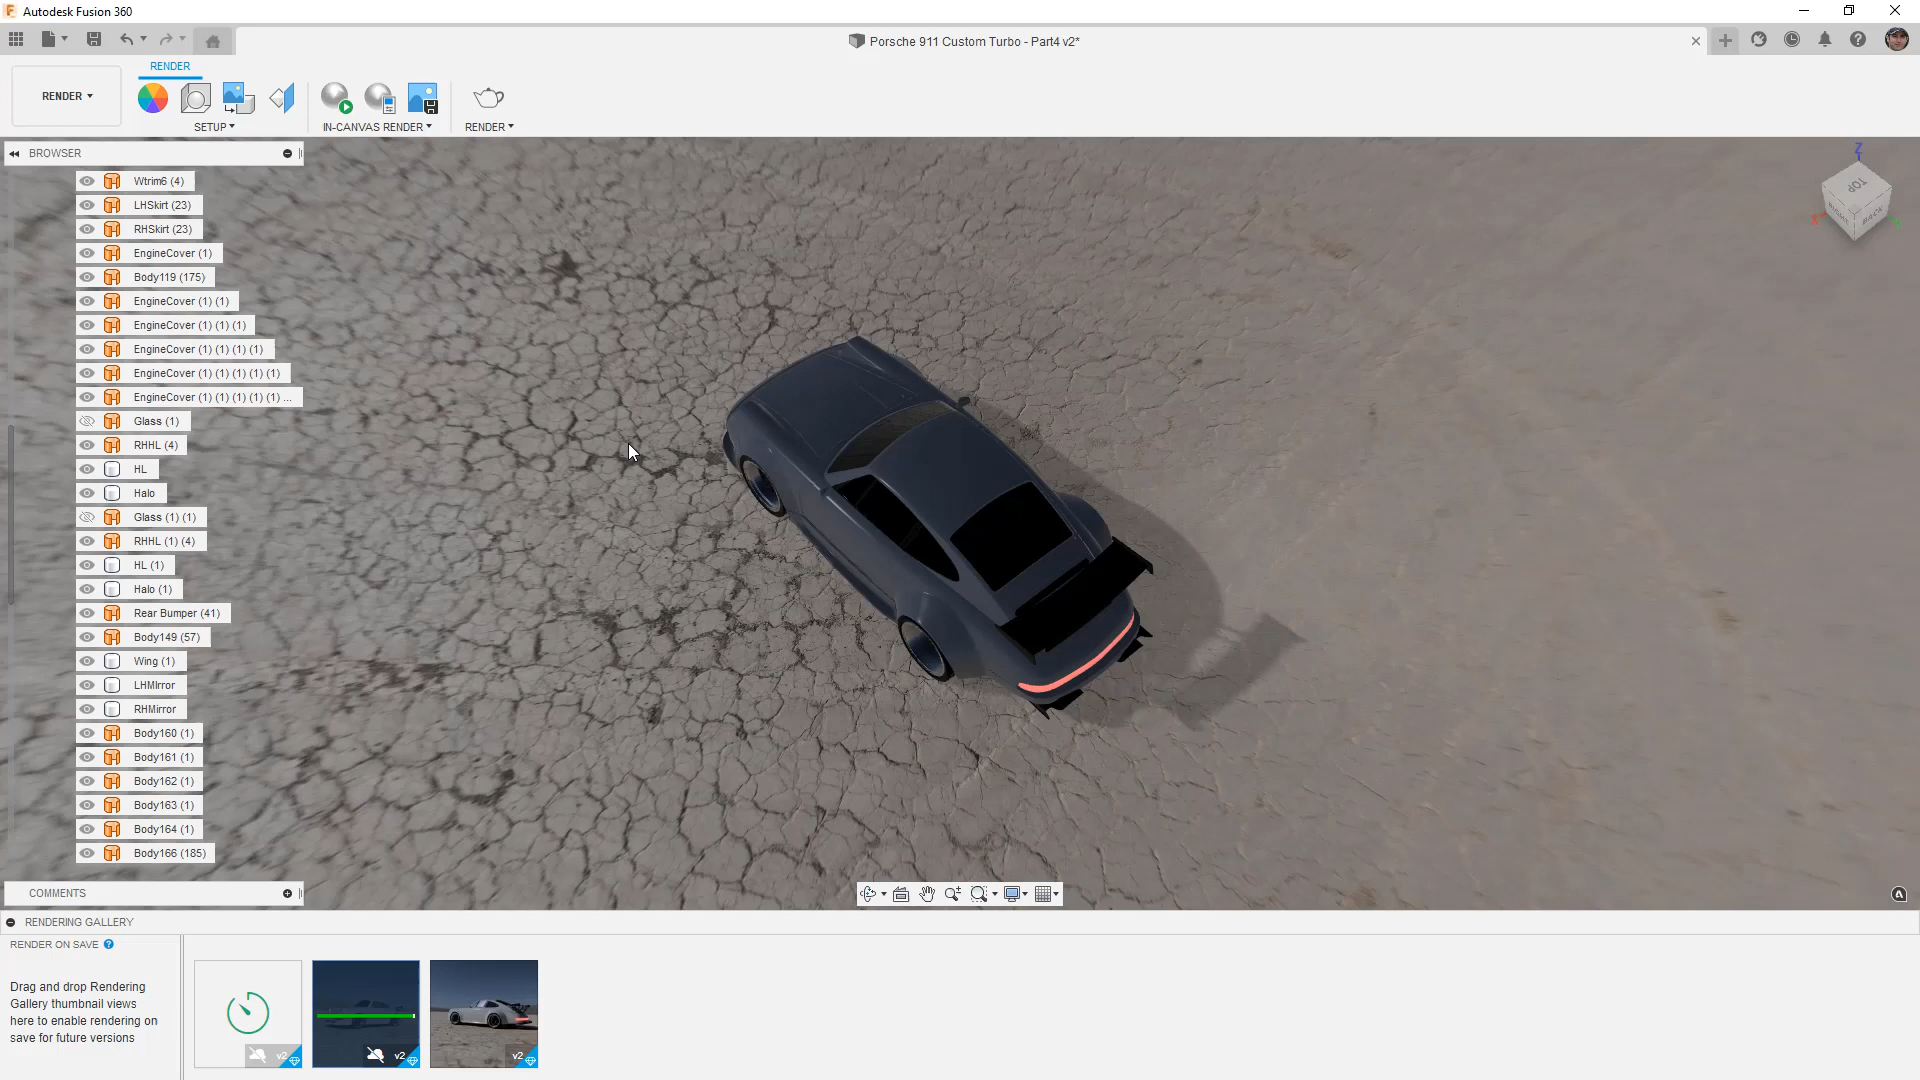 Autodesk Fusion 360
Porsche 911 Custom Turbo - Part4 v2*
RENDER
RENDER
SETUP
IN-CANVAS RENDER
RENDER
BROWSER
Wtrim6 (4)
LHSkirt (23)
RHSkirt (23)
EngineCover (1)
Body119 (175)
EngineCover (1) (1)
EngineCover (1) (1) (1)
EngineCover (1) (1) (1) (1)
EngineCover (1) (1) (1) (1) (1)
EngineCover (1) (1) (1) (1) (1) ...
Glass (1)
RHHL (4)
HL
Halo
Glass (1) (1)
RHHL (1) (4)
HL (1)
Halo (1)
Rear Bumper (41)
Body149 (57)
Wing (1)
LHMIrror
RHMirror
Body160 (1)
Body161 (1)
Body162 (1)
Body163 (1)
Body164 (1)
Body166 (185)
Z
TOP
RIGHT
BACK
X
COMMENTS
RENDERING GALLERY
RENDER ON SAVE
Drag and drop Rendering
Gallery thumbnail views
here to enable rendering on
save for future versions
v2
v2
v2